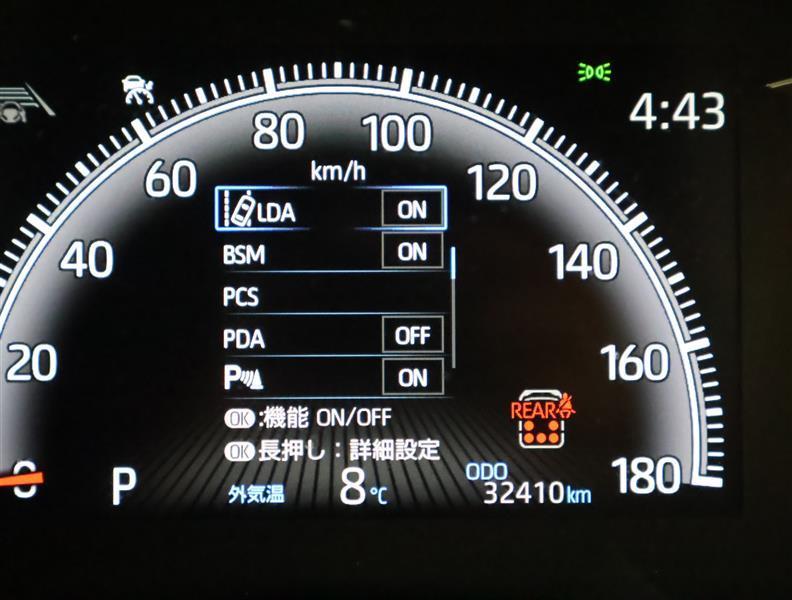 4:43
80
100
km/h
60
120
LDA ON
40
BSM ON
140
PCS
PDA OFF
20
160
P ON
REAR
OK:機能 ON/OFF
OK長押し:詳細設定
0
P
外気温 8℃
ODO
32410km
180